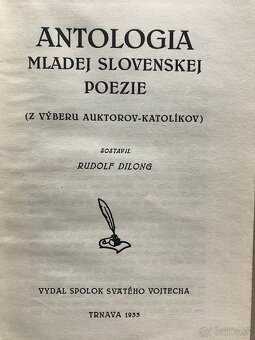 ANTOLOGIA
MLADEJ SLOVENSKEJ
POEZIE
(Z VÝBERU AUKTOROV-KATOLÍKOV)
SOSTAVIL
RUDOLF DILONG
VYDAL SPOLOK SVÄTÉHO VOJTECHA
TRNAVA 1933